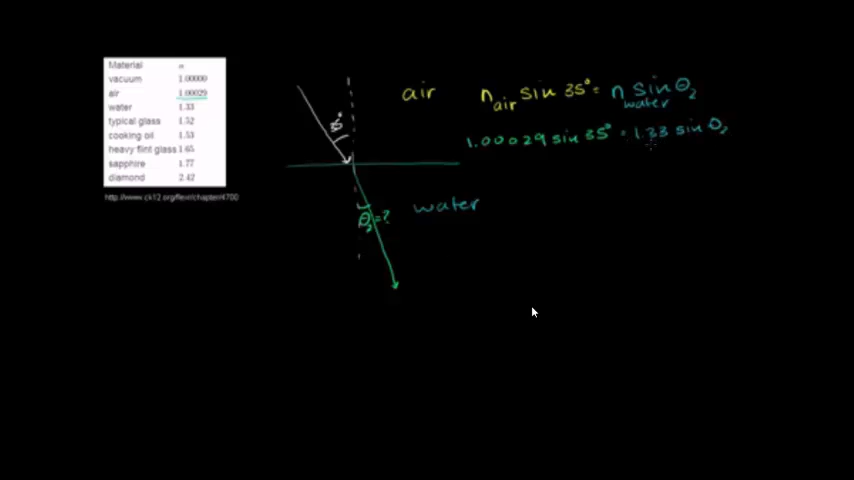 Material n
vacuum 1.00000
air 1.00029
water 1.33
typical glass 1.52
cooking oil 1.53
heavy flint glass 1.65
sapphire 1.77
diamond 2.42
http://www.ck12.org/flexr/chapter/4700
35°
θ₂=?
air
water
n air sin 35° = n water sin θ₂
1.00029 sin 35° = 1.33 sin θ₂